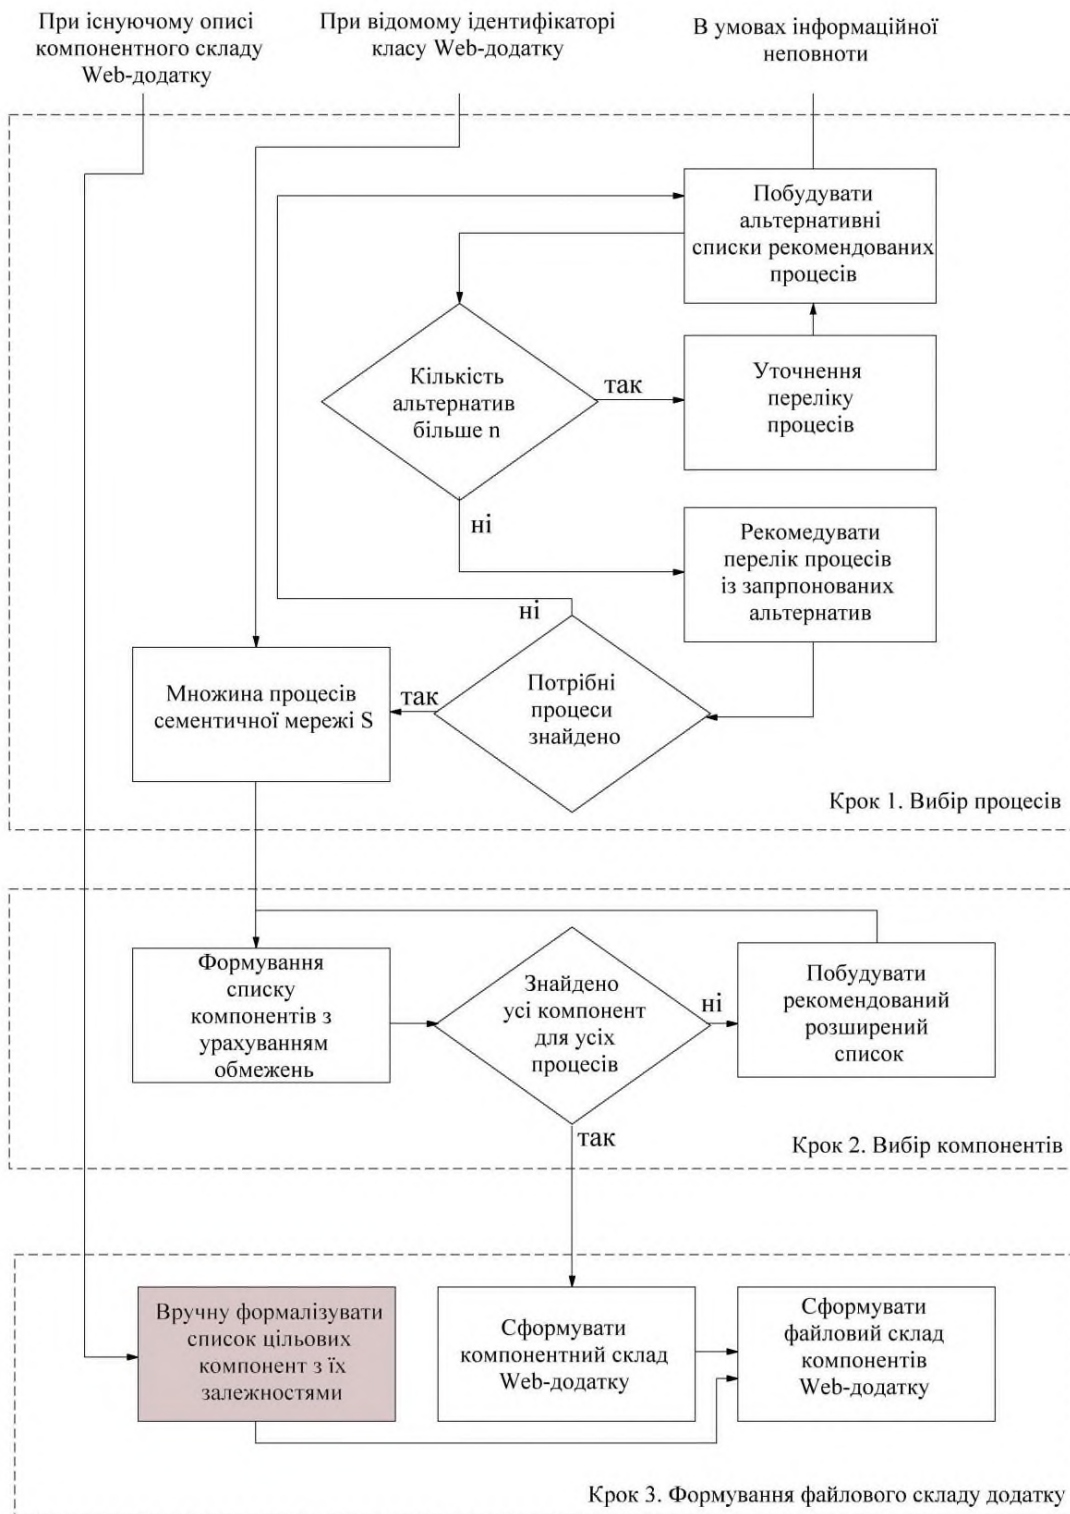 При існуючому описі
компонентного складу
Web-додатку
При відомому ідентифікаторі
класу Web-додатку
В умовах інформаційної
неповноти
Побудувати
альтернативні
списки рекомендованих
процесів
Кількість
альтернатив
більше n
так
Уточнення
переліку
процесів
ні
Рекомедувати
перелік процесів
із запрпонованих
альтернатив
ні
Множина процесів
сементичної мережі S
так
Потрібні
процеси
знайдено
Крок 1. Вибір процесів
Формування
списку
компонентів з
урахуванням
обмежень
Знайдено
усі компонент
для усіх
процесів
ні
Побудувати
рекомендований
розширений
список
так
Крок 2. Вибір компонентів
Вручну формалізувати
список цільових
компонент з їх
залежностями
Сформувати
компонентний склад
Web-додатку
Сформувати
файловий склад
компонентів
Web-додатку
Крок 3. Формування файлового складу додатку